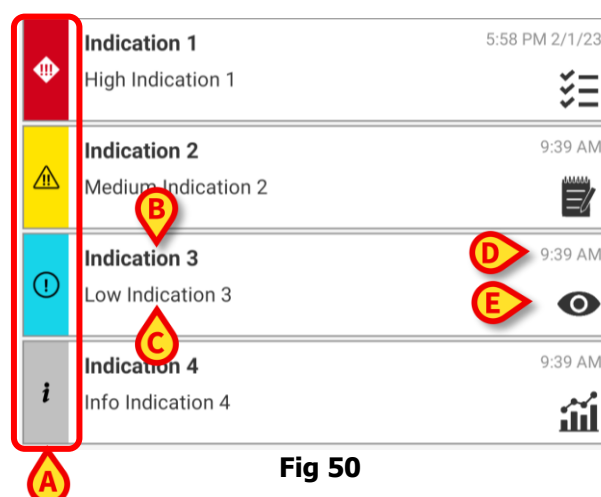 Indication 1 5:58 PM 2/1/23
!!! High Indication 1
Indication 2 9:39 AM
!! Medium Indication 2
B
Indication 3 D 9:39 AM
! Low Indication 3 E
C
Indication 4 9:39 AM
i Info Indication 4
A Fig 50